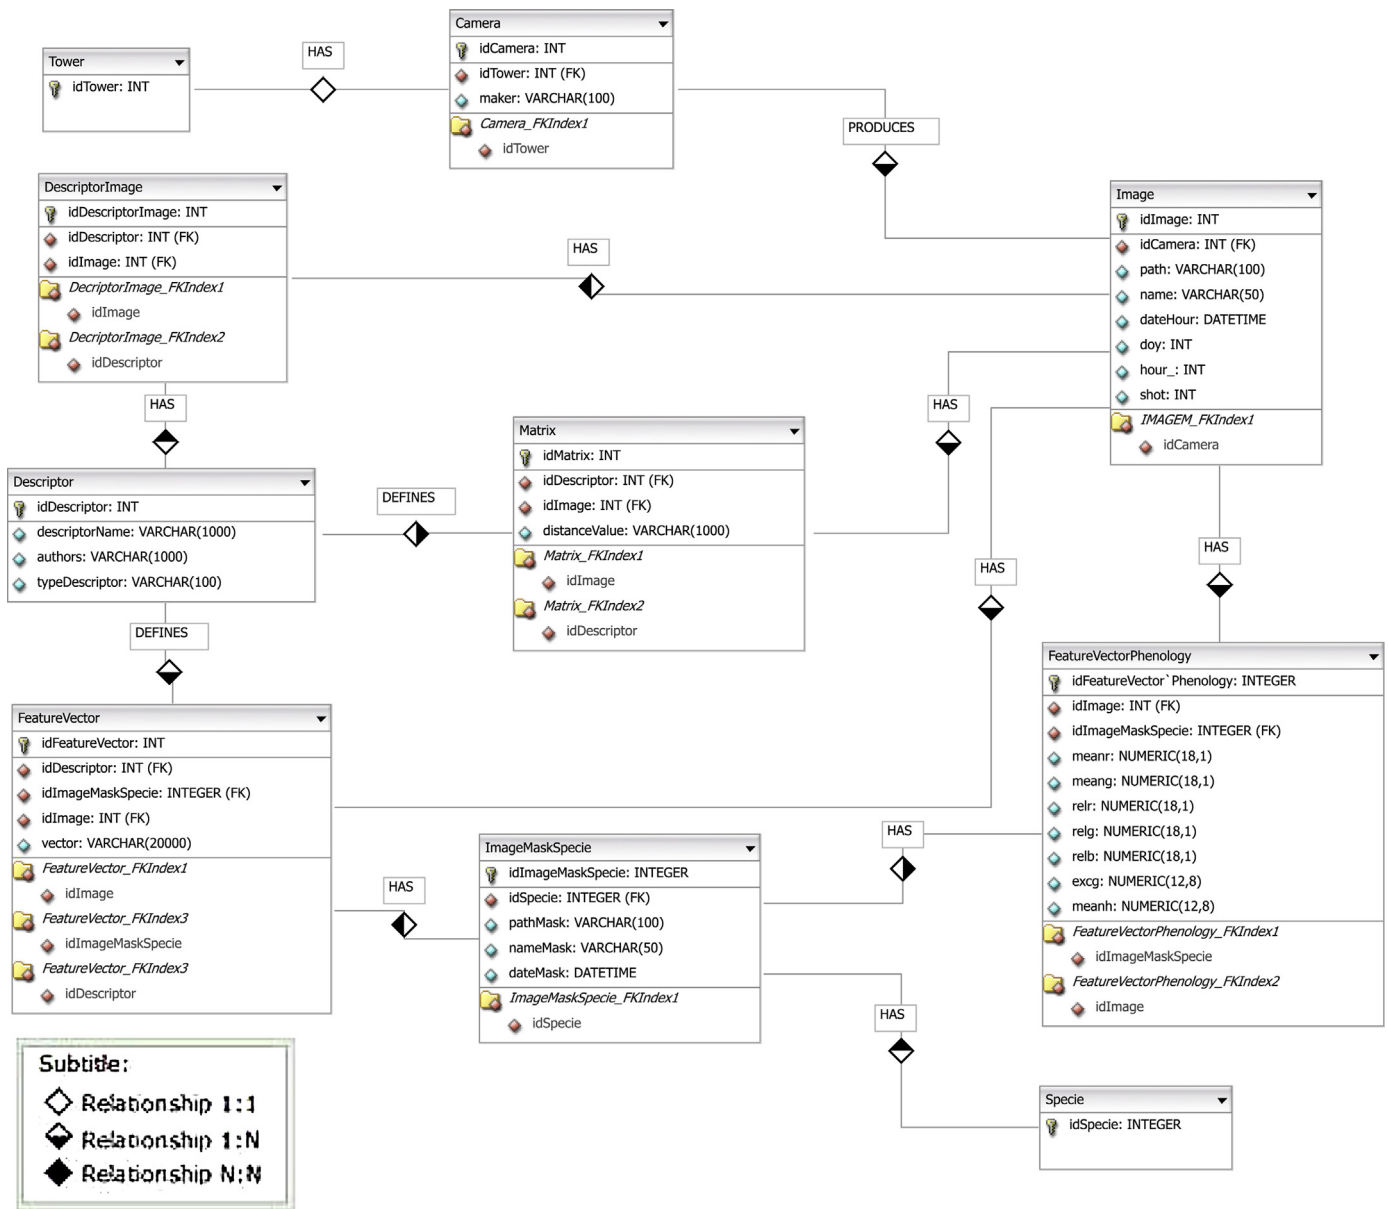 Tower
idTower: INT
HAS
Camera
idCamera: INT
idTower: INT (FK)
maker: VARCHAR(100)
Camera_FKIndex1
idTower
PRODUCES
DescriptorImage
idDescriptorImage: INT
idDescriptor: INT (FK)
idImage: INT (FK)
DecriptorImage_FKIndex1
idImage
DecriptorImage_FKIndex2
idDescriptor
HAS
Image
idImage: INT
idCamera: INT (FK)
path: VARCHAR(100)
name: VARCHAR(50)
dateHour: DATETIME
doy: INT
hour_: INT
shot: INT
IMAGEM_FKIndex1
idCamera
HAS
Descriptor
idDescriptor: INT
descriptorName: VARCHAR(1000)
authors: VARCHAR(1000)
typeDescriptor: VARCHAR(100)
DEFINES
Matrix
idMatrix: INT
idDescriptor: INT (FK)
idImage: INT (FK)
distanceValue: VARCHAR(1000)
Matrix_FKIndex1
idImage
Matrix_FKIndex2
idDescriptor
HAS
HAS
HAS
DEFINES
FeatureVector
idFeatureVector: INT
idDescriptor: INT (FK)
idImageMaskSpecie: INTEGER (FK)
idImage: INT (FK)
vector: VARCHAR(20000)
FeatureVector_FKIndex1
idImage
FeatureVector_FKIndex3
idImageMaskSpecie
FeatureVector_FKIndex3
idDescriptor
HAS
ImageMaskSpecie
idImageMaskSpecie: INTEGER
idSpecie: INTEGER (FK)
pathMask: VARCHAR(100)
nameMask: VARCHAR(50)
dateMask: DATETIME
ImageMaskSpecie_FKIndex1
idSpecie
HAS
HAS
FeatureVectorPhenology
idFeatureVector`Phenology: INTEGER
idImage: INT (FK)
idImageMaskSpecie: INTEGER (FK)
meanr: NUMERIC(18,1)
meang: NUMERIC(18,1)
relr: NUMERIC(18,1)
relg: NUMERIC(18,1)
relb: NUMERIC(18,1)
excg: NUMERIC(12,8)
meanh: NUMERIC(12,8)
FeatureVectorPhenology_FKIndex1
idImageMaskSpecie
FeatureVectorPhenology_FKIndex2
idImage
Specie
idSpecie: INTEGER
Subtitle:
Relationship 1:1
Relationship 1:N
Relationship N:N